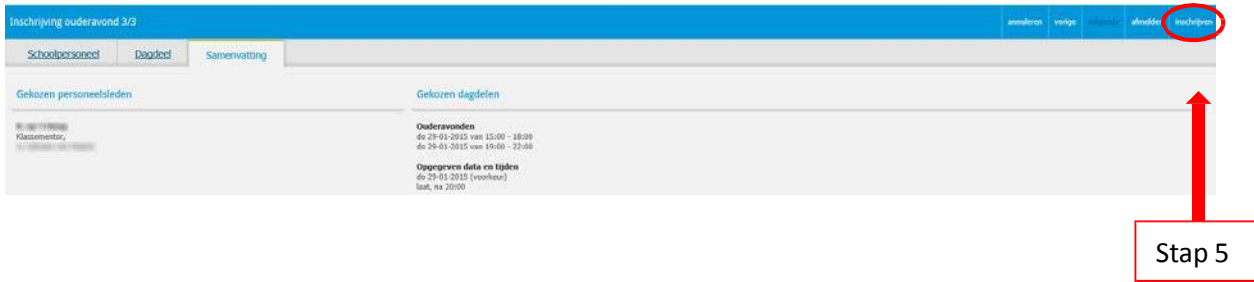 Inschrijving ouderavond 3/3
annuleren vorige volgende afmelden inschrijven
Schoolpersoneel Dagdeel Samenvatting
Gekozen personeelsleden
Gekozen dagdelen
Klassementor,
Ouderavonden
do 29-01-2015 van 15:00 - 18:00
do 29-01-2015 van 19:00 - 22:00
Opgegeven data en tijden
do 29-01-2015 (voorkeur)
laat, na 20:00
Stap 5